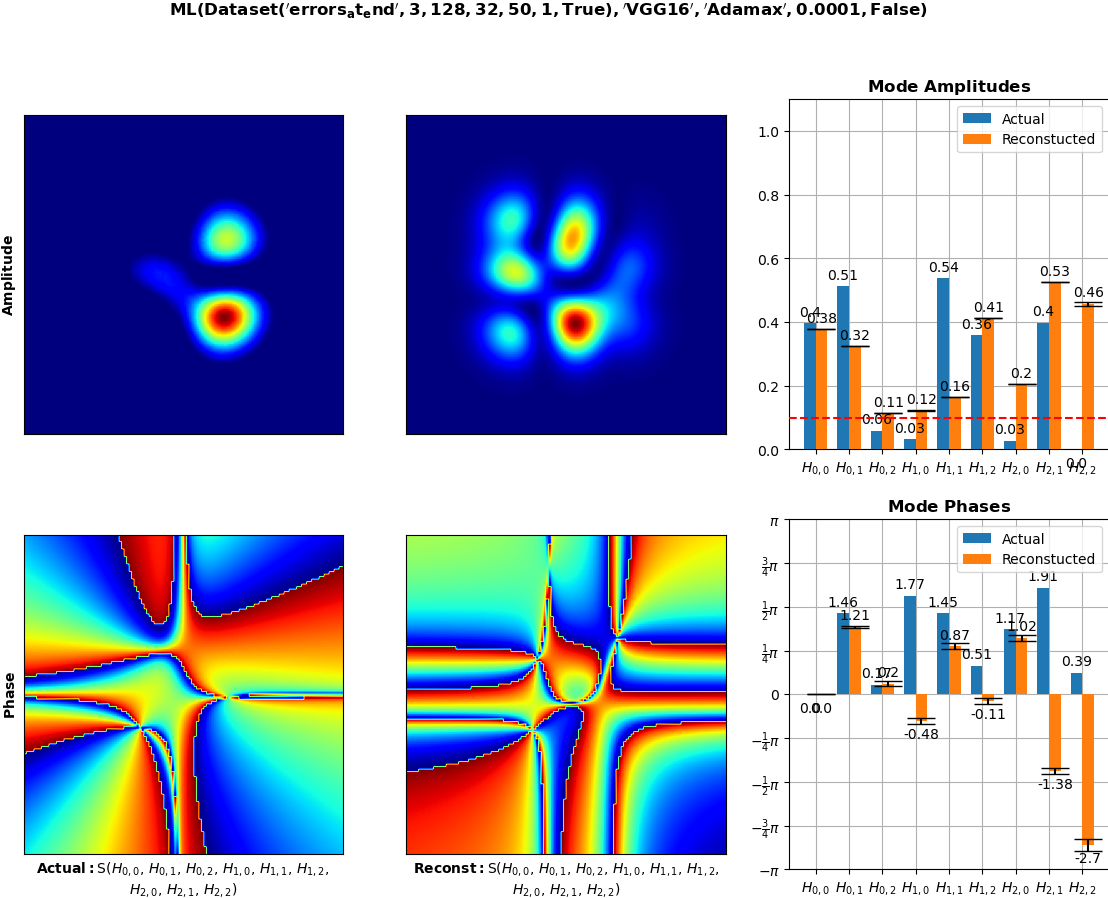 ML(Dataset('errors_at_end', 3, 128, 32, 50, 1, True), 'VGG16', 'Adamax', 0.0001, False)
Amplitude
Mode Amplitudes
Actual
Reconstucted
1.0
0.8
0.6
0.4
0.2
0.0
0.4
0.38
0.51
0.32
0.06
0.11
0.03
0.12
0.54
0.16
0.36
0.41
0.03
0.2
0.4
0.53
0.0
0.46
H0,0 H0,1 H0,2 H1,0 H1,1 H1,2 H2,0 H2,1 H2,2
Phase
Mode Phases
Actual
Reconstucted
π
3/4π
1/2π
1/4π
0
−1/4π
−1/2π
−3/4π
−π
0.0
0.0
1.46
1.21
0.17
0.2
1.77
-0.48
1.45
0.87
0.51
-0.11
1.17
1.02
1.91
-1.38
0.39
-2.7
H0,0 H0,1 H0,2 H1,0 H1,1 H1,2 H2,0 H2,1 H2,2
Actual: S(H0,0, H0,1, H0,2, H1,0, H1,1, H1,2,
H2,0, H2,1, H2,2)
Reconst: S(H0,0, H0,1, H0,2, H1,0, H1,1, H1,2,
H2,0, H2,1, H2,2)